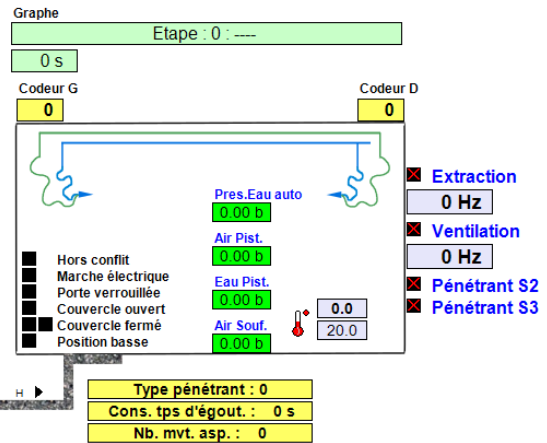 Graphe
Etape : 0 : ----
0 s
Codeur G
Codeur D
0
0
Extraction
0 Hz
Ventilation
0 Hz
Pénétrant S2
Pénétrant S3
Pres.Eau auto
0.00 b
Air Pist.
0.00 b
Eau Pist.
0.00 b
Air Souf.
0.00 b
Hors conflit
Marche électrique
Porte verrouillée
Couvercle ouvert
Couvercle fermé
Position basse
0.0
20.0
H
Type pénétrant : 0
Cons. tps d'égout. : 0 s
Nb. mvt. asp. : 0